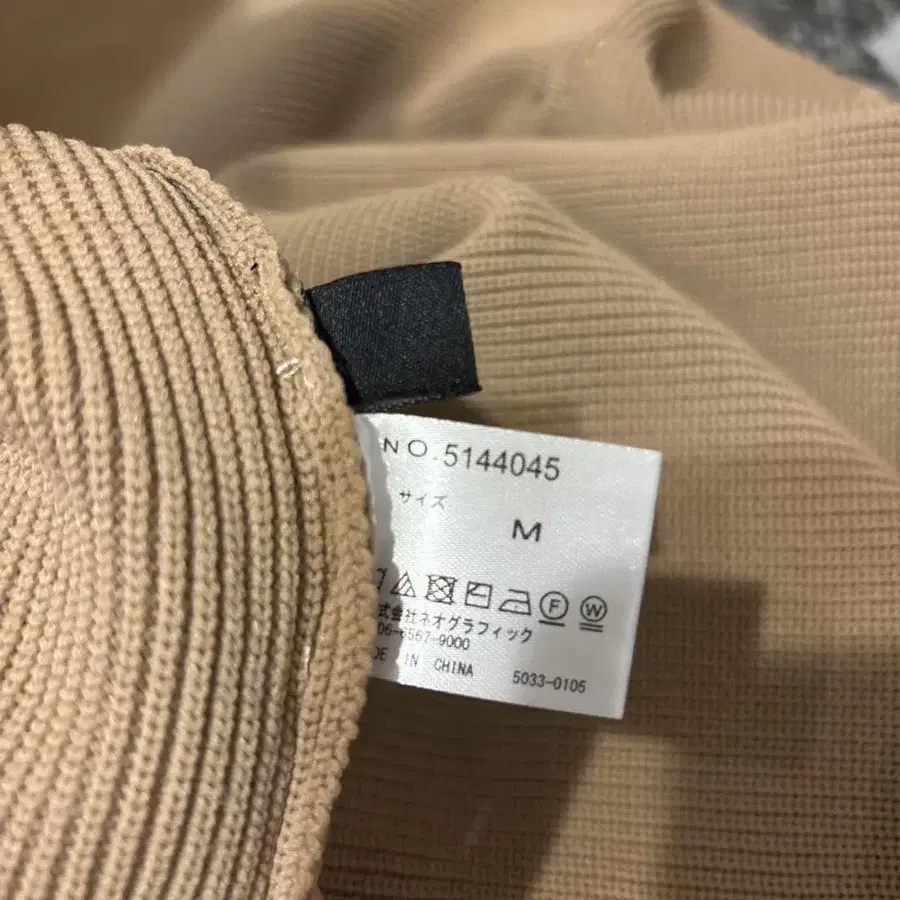 NO.5144045
サイズ
M
F W
式会社ネオグラフィック
06-6567-9000
DE IN CHINA
5033-0105